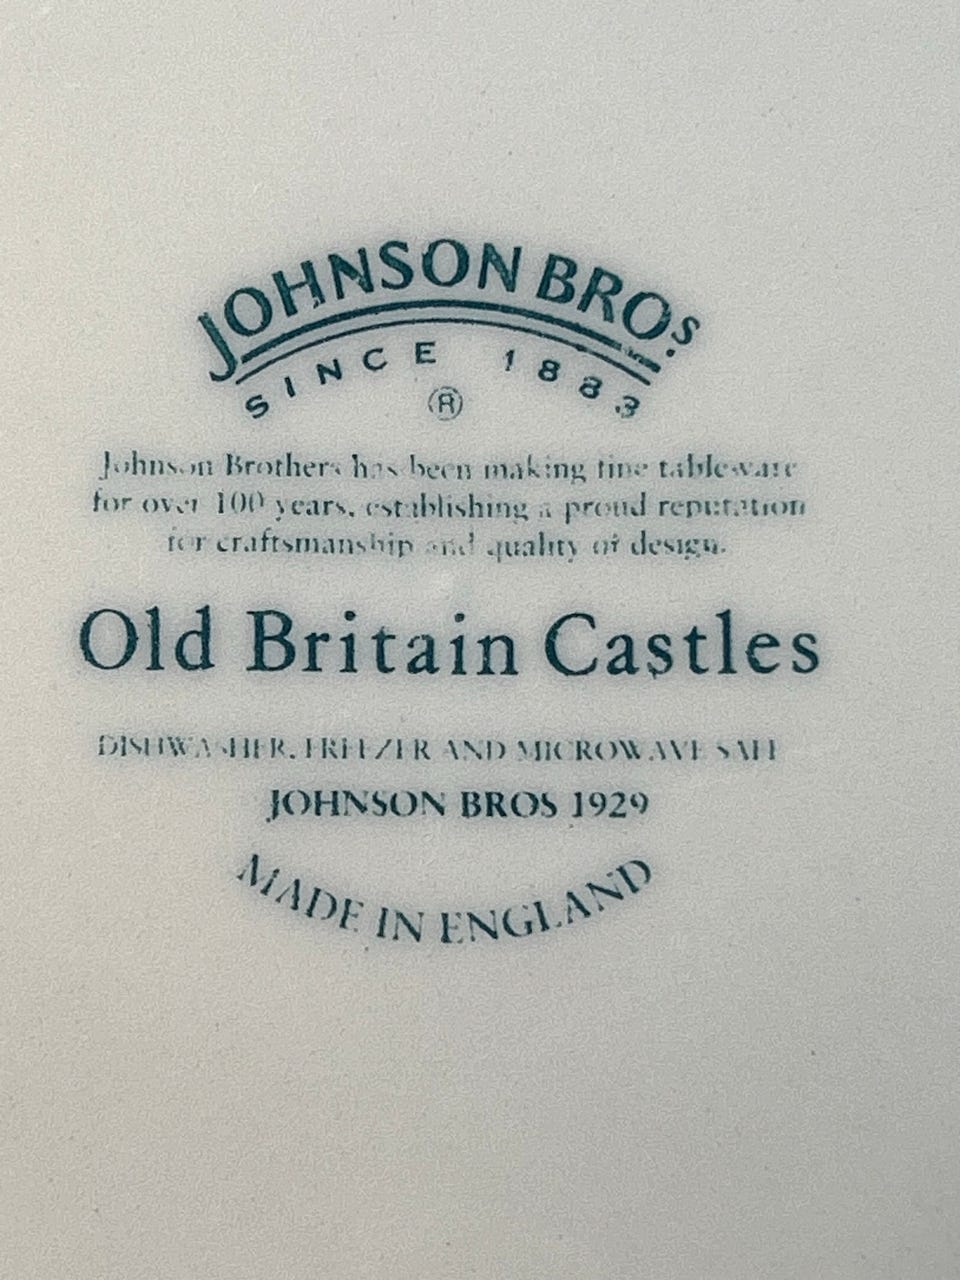 JOHNSON BROS.
SINCE 1883
®
Johnson Brothers has been making fine tableware
for over 100 years, establishing a proud reputation
for craftsmanship and quality of design.
Old Britain Castles
DISHWASHER, FREEZER AND MICROWAVE SAFE
JOHNSON BROS 1929
MADE IN ENGLAND